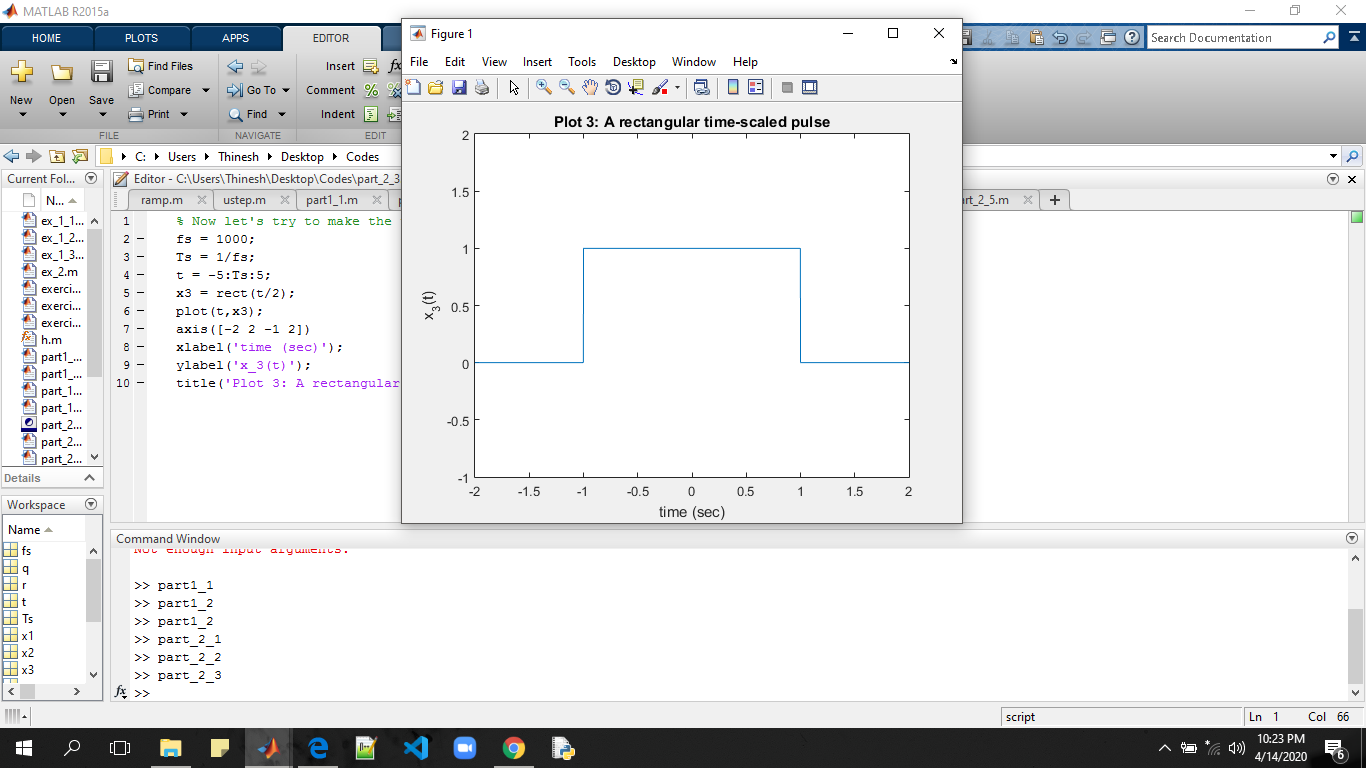 MATLAB R2015a
HOME PLOTS APPS EDITOR
Search Documentation
New Open Save
Find Files
Compare
Print
FILE
Go To
Find
NAVIGATE
Insert
Comment
Indent
EDIT
C: Users Thinesh Desktop Codes
Current Fol...
N...
ex_1_1...
ex_1_2...
ex_1_3...
ex_2.m
exerci...
exerci...
exerci...
h.m
part1_...
part1_...
part_1...
part_1...
part_2...
part_2...
part_2...
Details
Workspace
Name
fs
q
r
t
Ts
x1
x2
x3
Editor - C:\Users\Thinesh\Desktop\Codes\part_2_3
ramp.m ustep.m part1_1.m rt_2_5.m
1 % Now let's try to make the
2 fs = 1000;
3 Ts = 1/fs;
4 t = -5:Ts:5;
5 x3 = rect(t/2);
6 plot(t,x3);
7 axis([-2 2 -1 2])
8 xlabel('time (sec)');
9 ylabel('x_3(t)');
10 title('Plot 3: A rectangular
Figure 1
File Edit View Insert Tools Desktop Window Help
Plot 3: A rectangular time-scaled pulse
2
1.5
1
0.5
0
-0.5
-1
x3(t)
-2 -1.5 -1 -0.5 0 0.5 1 1.5 2
time (sec)
Command Window
Not enough input arguments.
>> part1_1
>> part1_2
>> part1_2
>> part_2_1
>> part_2_2
>> part_2_3
fx >>
script
Ln 1 Col 66
10:23 PM
4/14/2020
6